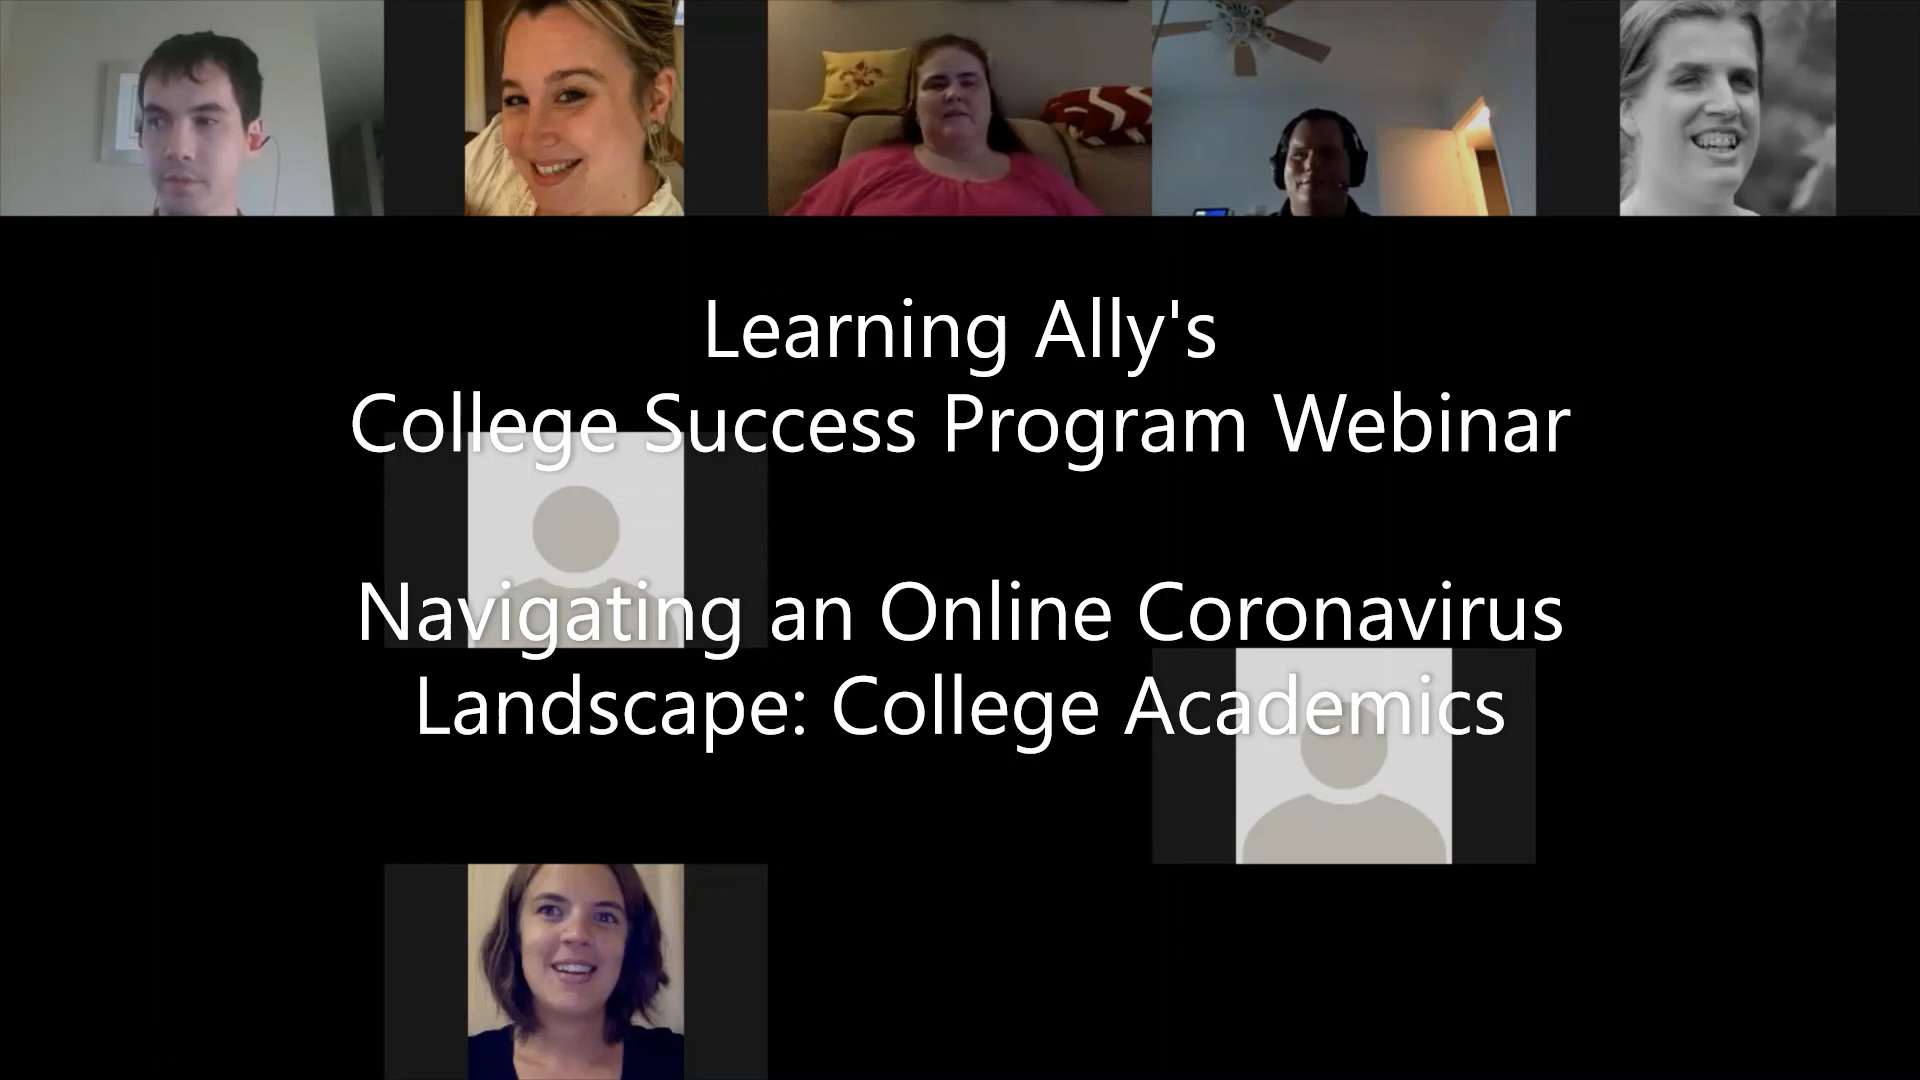 Learning Ally's
College Success Program Webinar
Navigating an Online Coronavirus
Landscape: College Academics